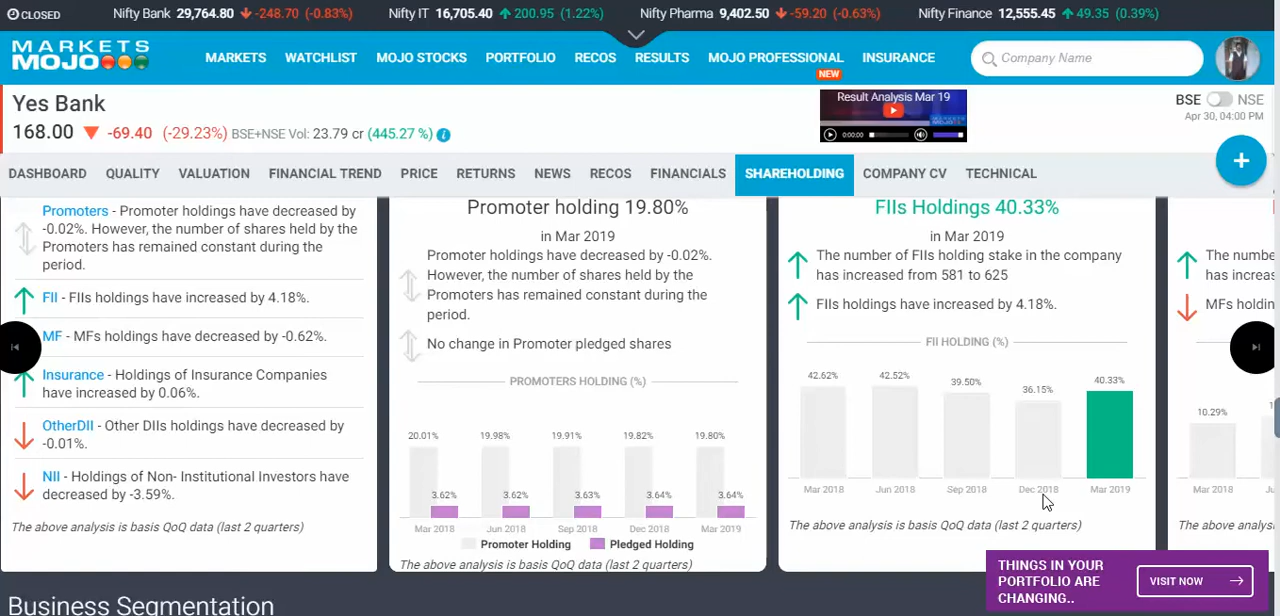 CLOSED Nifty Bank 29,764.80 -248.70 (-0.83%) Nifty IT 16,705.40 200.95 (1.22%) Nifty Pharma 9,402.50 -59.20 (-0.63%) Nifty Finance 12,555.45 49.35 (0.39%)
MARKETS
MOJO
MARKETS WATCHLIST MOJO STOCKS PORTFOLIO RECOS RESULTS MOJO PROFESSIONAL INSURANCE
NEW
Company Name
Yes Bank
168.00 -69.40 (-29.23%) BSE+NSE Vol: 23.79 cr (445.27 %)
Result Analysis Mar 19
0:00:00
BSE NSE
Apr 30, 04:00 PM
+
DASHBOARD QUALITY VALUATION FINANCIAL TREND PRICE RETURNS NEWS RECOS FINANCIALS SHAREHOLDING COMPANY CV TECHNICAL
Promoters - Promoter holdings have decreased by
-0.02%. However, the number of shares held by the
Promoters has remained constant during the
period.
FII - FIIs holdings have increased by 4.18%.
MF - MFs holdings have decreased by -0.62%.
Insurance - Holdings of Insurance Companies
have increased by 0.06%.
OtherDII - Other DIIs holdings have decreased by
-0.01%.
NII - Holdings of Non- Institutional Investors have
decreased by -3.59%.
The above analysis is basis QoQ data (last 2 quarters)
Promoter holding 19.80%
in Mar 2019
Promoter holdings have decreased by -0.02%.
However, the number of shares held by the
Promoters has remained constant during the
period.
No change in Promoter pledged shares
PROMOTERS HOLDING (%)
20.01% 19.98% 19.91% 19.82% 19.80%
3.62% 3.62% 3.63% 3.64% 3.64%
Mar 2018 Jun 2018 Sep 2018 Dec 2018 Mar 2019
Promoter Holding Pledged Holding
The above analysis is basis QoQ data (last 2 quarters)
FIIs Holdings 40.33%
in Mar 2019
The number of FIIs holding stake in the company
has increased from 581 to 625
FIIs holdings have increased by 4.18%.
FII HOLDING (%)
42.62% 42.52% 39.50% 36.15% 40.33%
Mar 2018 Jun 2018 Sep 2018 Dec 2018 Mar 2019
The above analysis is basis QoQ data (last 2 quarters)
The numbe
has increas
MFs holdin
10.29%
Mar 2018
The above analys
THINGS IN YOUR
PORTFOLIO ARE
CHANGING..
VISIT NOW
Business Segmentation